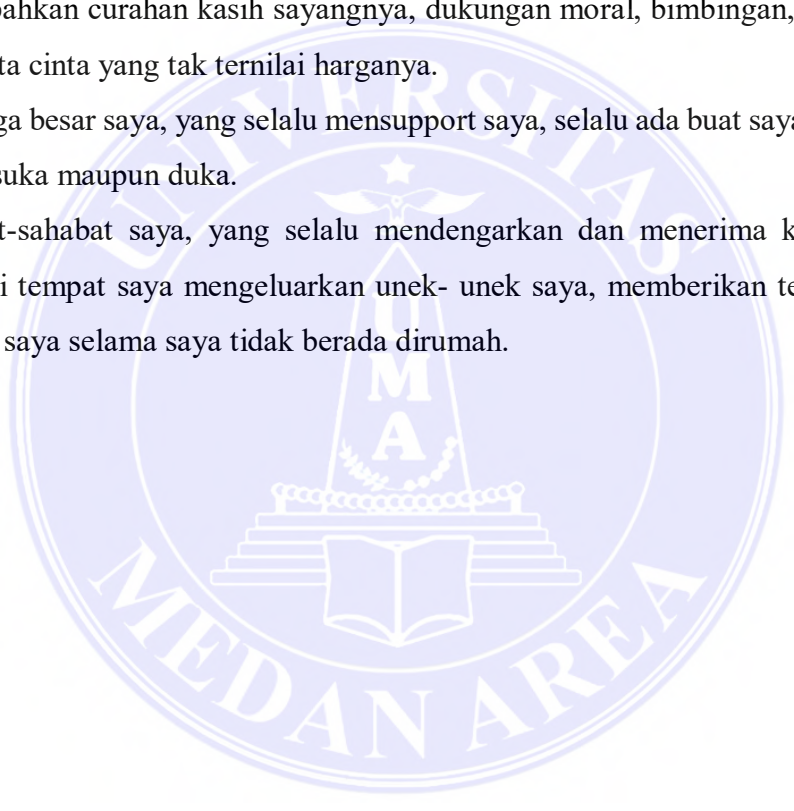 ahkan curahan kasih sayangnya, dukungan moral, bimbingan,
ta cinta yang tak ternilai harganya.
ga besar saya, yang selalu mensupport saya, selalu ada buat saya
suka maupun duka.
t-sahabat saya, yang selalu mendengarkan dan menerima k
i tempat saya mengeluarkan unek- unek saya, memberikan te
saya selama saya tidak berada dirumah.
UNIVERSITAS
UMA
MEDAN AREA